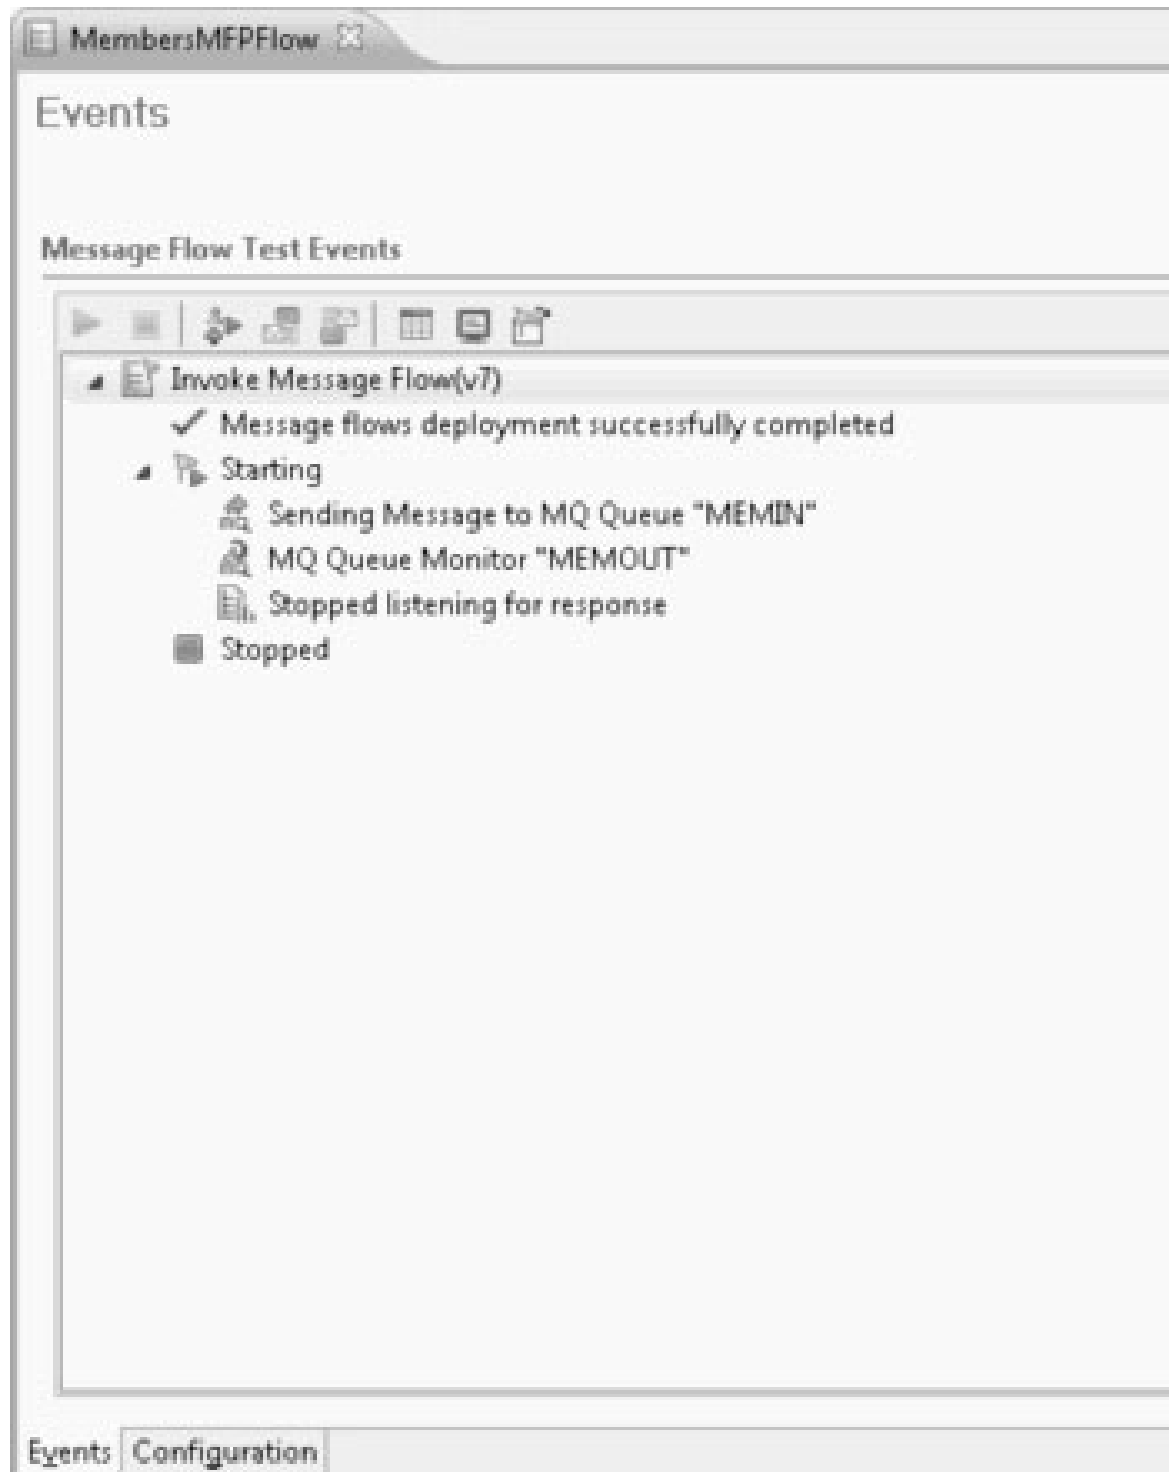 MembersMFPFlow
Events
Message Flow Test Events
Invoke Message Flow(v7)
Message flows deployment successfully completed
Starting
Sending Message to MQ Queue "MEMIN"
MQ Queue Monitor "MEMOUT"
Stopped listening for response
Stopped
Events Configuration